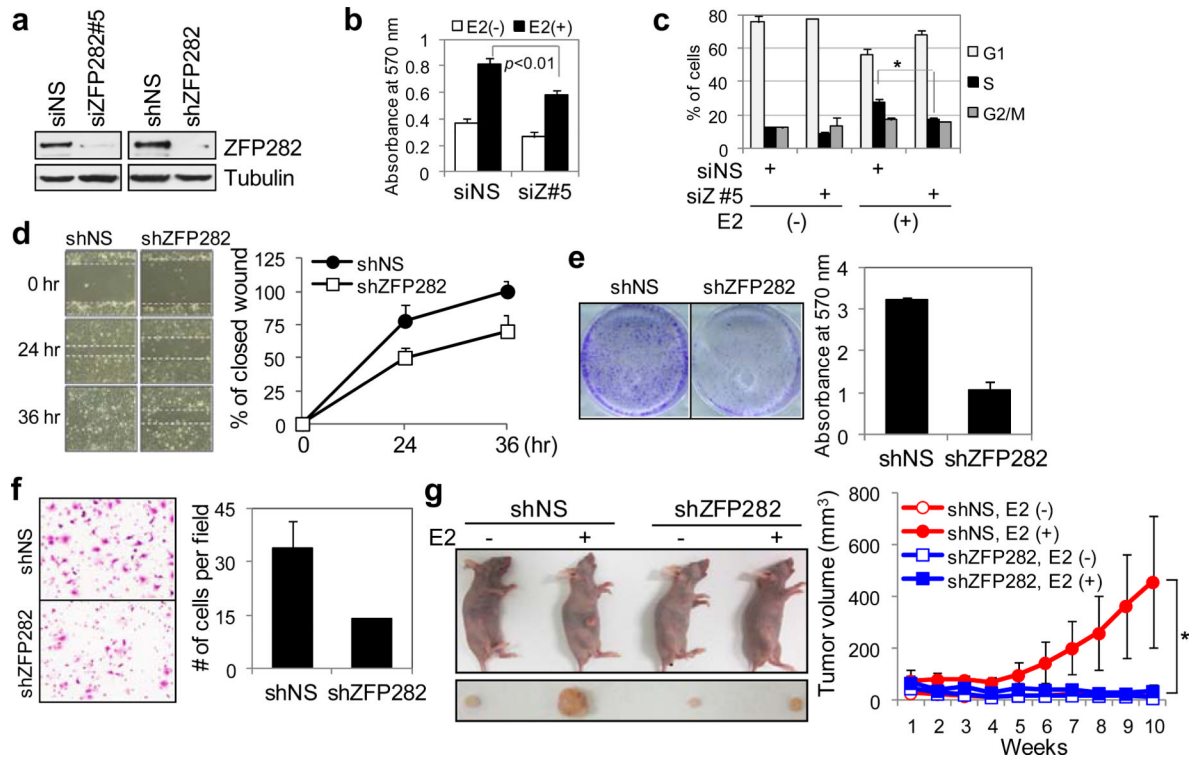 a
siNS
siZFP282#5
shNS
shZFP282
ZFP282
Tubulin
b
E2(-) E2(+)
Absorbance at 570 nm
1
0.8
0.6
0.4
0.2
0
p<0.01
siNS siZ#5
c
% of cells
80
60
40
20
0
*
G1
S
G2/M
siNS + +
siZ #5 + +
E2 (-) (+)
d
shNS shZFP282
0 hr
24 hr
36 hr
% of closed wound
125
100
75
50
25
0
shNS
shZFP282
0 24 36 (hr)
e
shNS shZFP282
Absorbance at 570 nm
4
3
2
1
0
shNS shZFP282
f
shNS
shZFP282
# of cells per field
45
30
15
0
shNS shZFP282
g
shNS shZFP282
E2 - + - +
Tumor volume (mm³)
800
600
400
200
0
shNS, E2 (-)
shNS, E2 (+)
shZFP282, E2 (-)
shZFP282, E2 (+)
*
1 2 3 4 5 6 7 8 9 10
Weeks